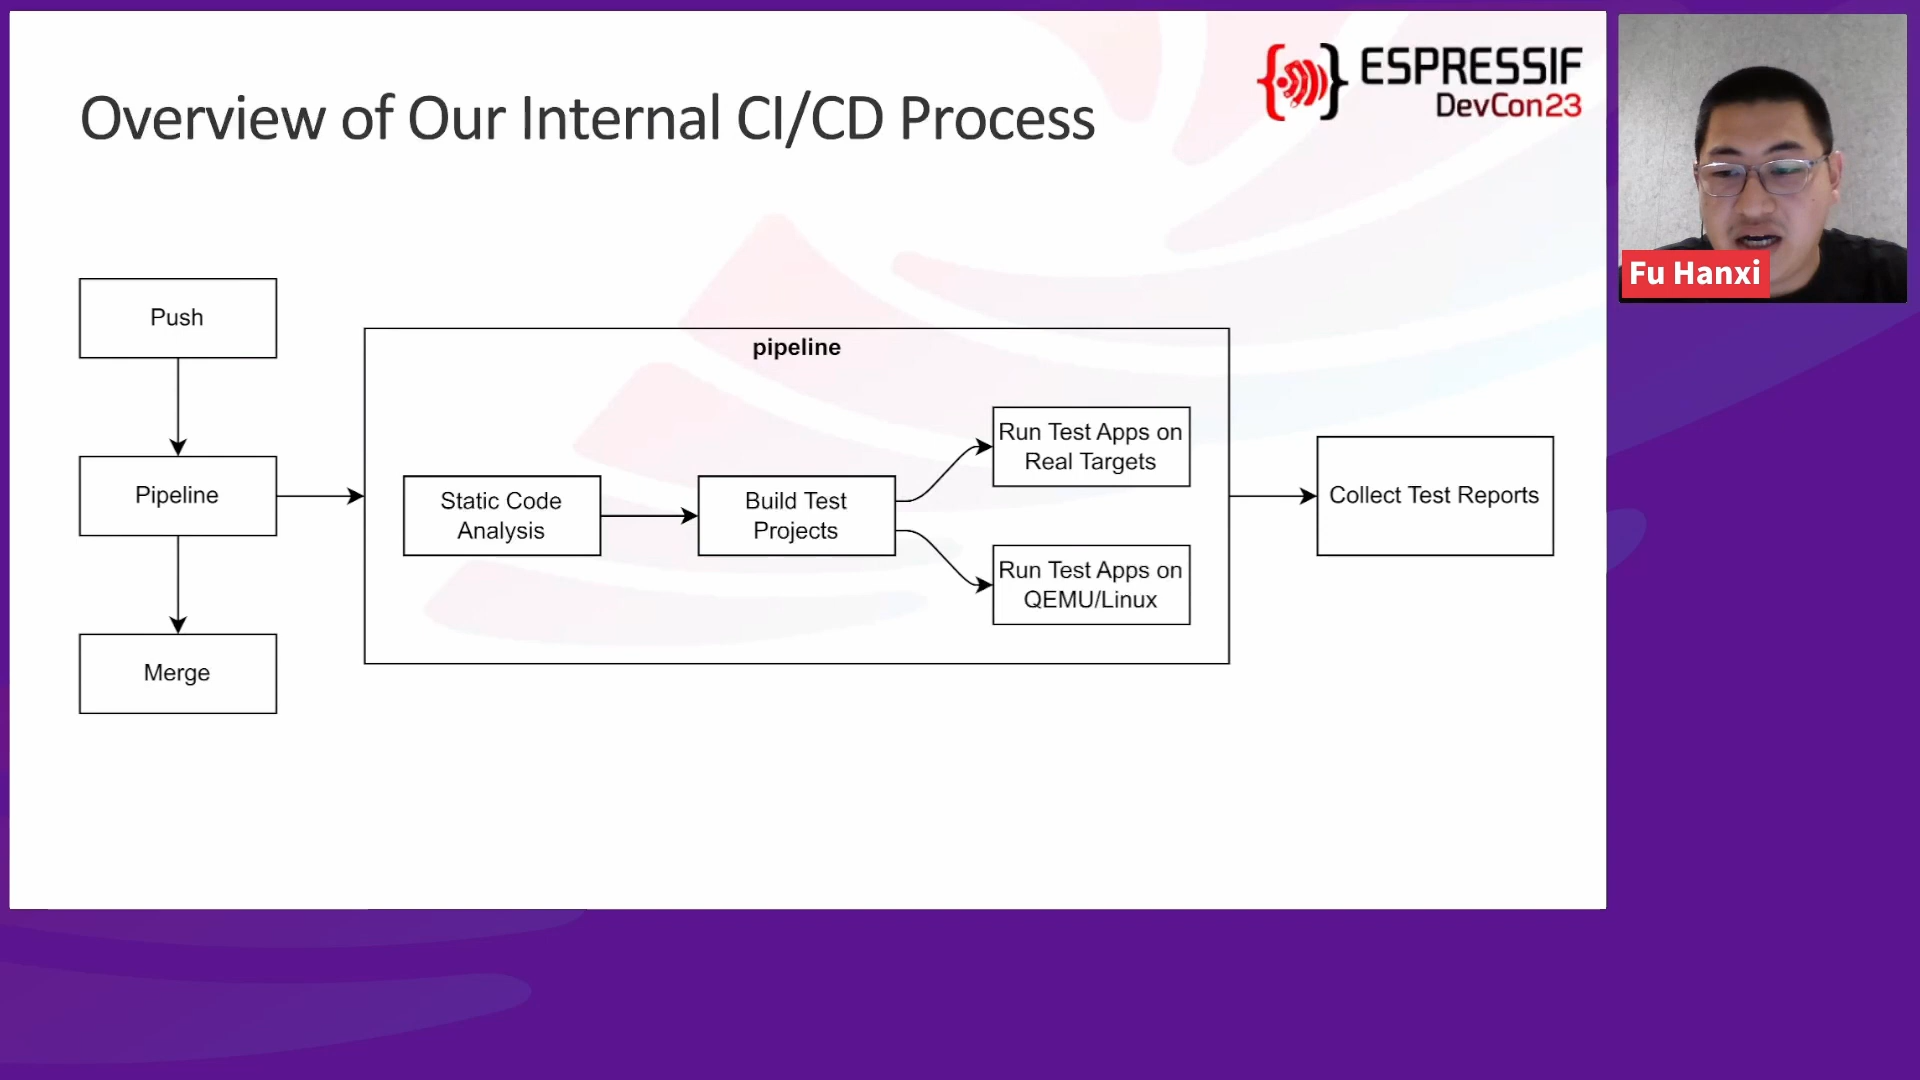 Overview of Our Internal CI/CD Process
ESPRESSIF
DevCon23
Fu Hanxi
Push
Pipeline
Merge
pipeline
Static Code
Analysis
Build Test
Projects
Run Test Apps on
Real Targets
Run Test Apps on
QEMU/Linux
Collect Test Reports